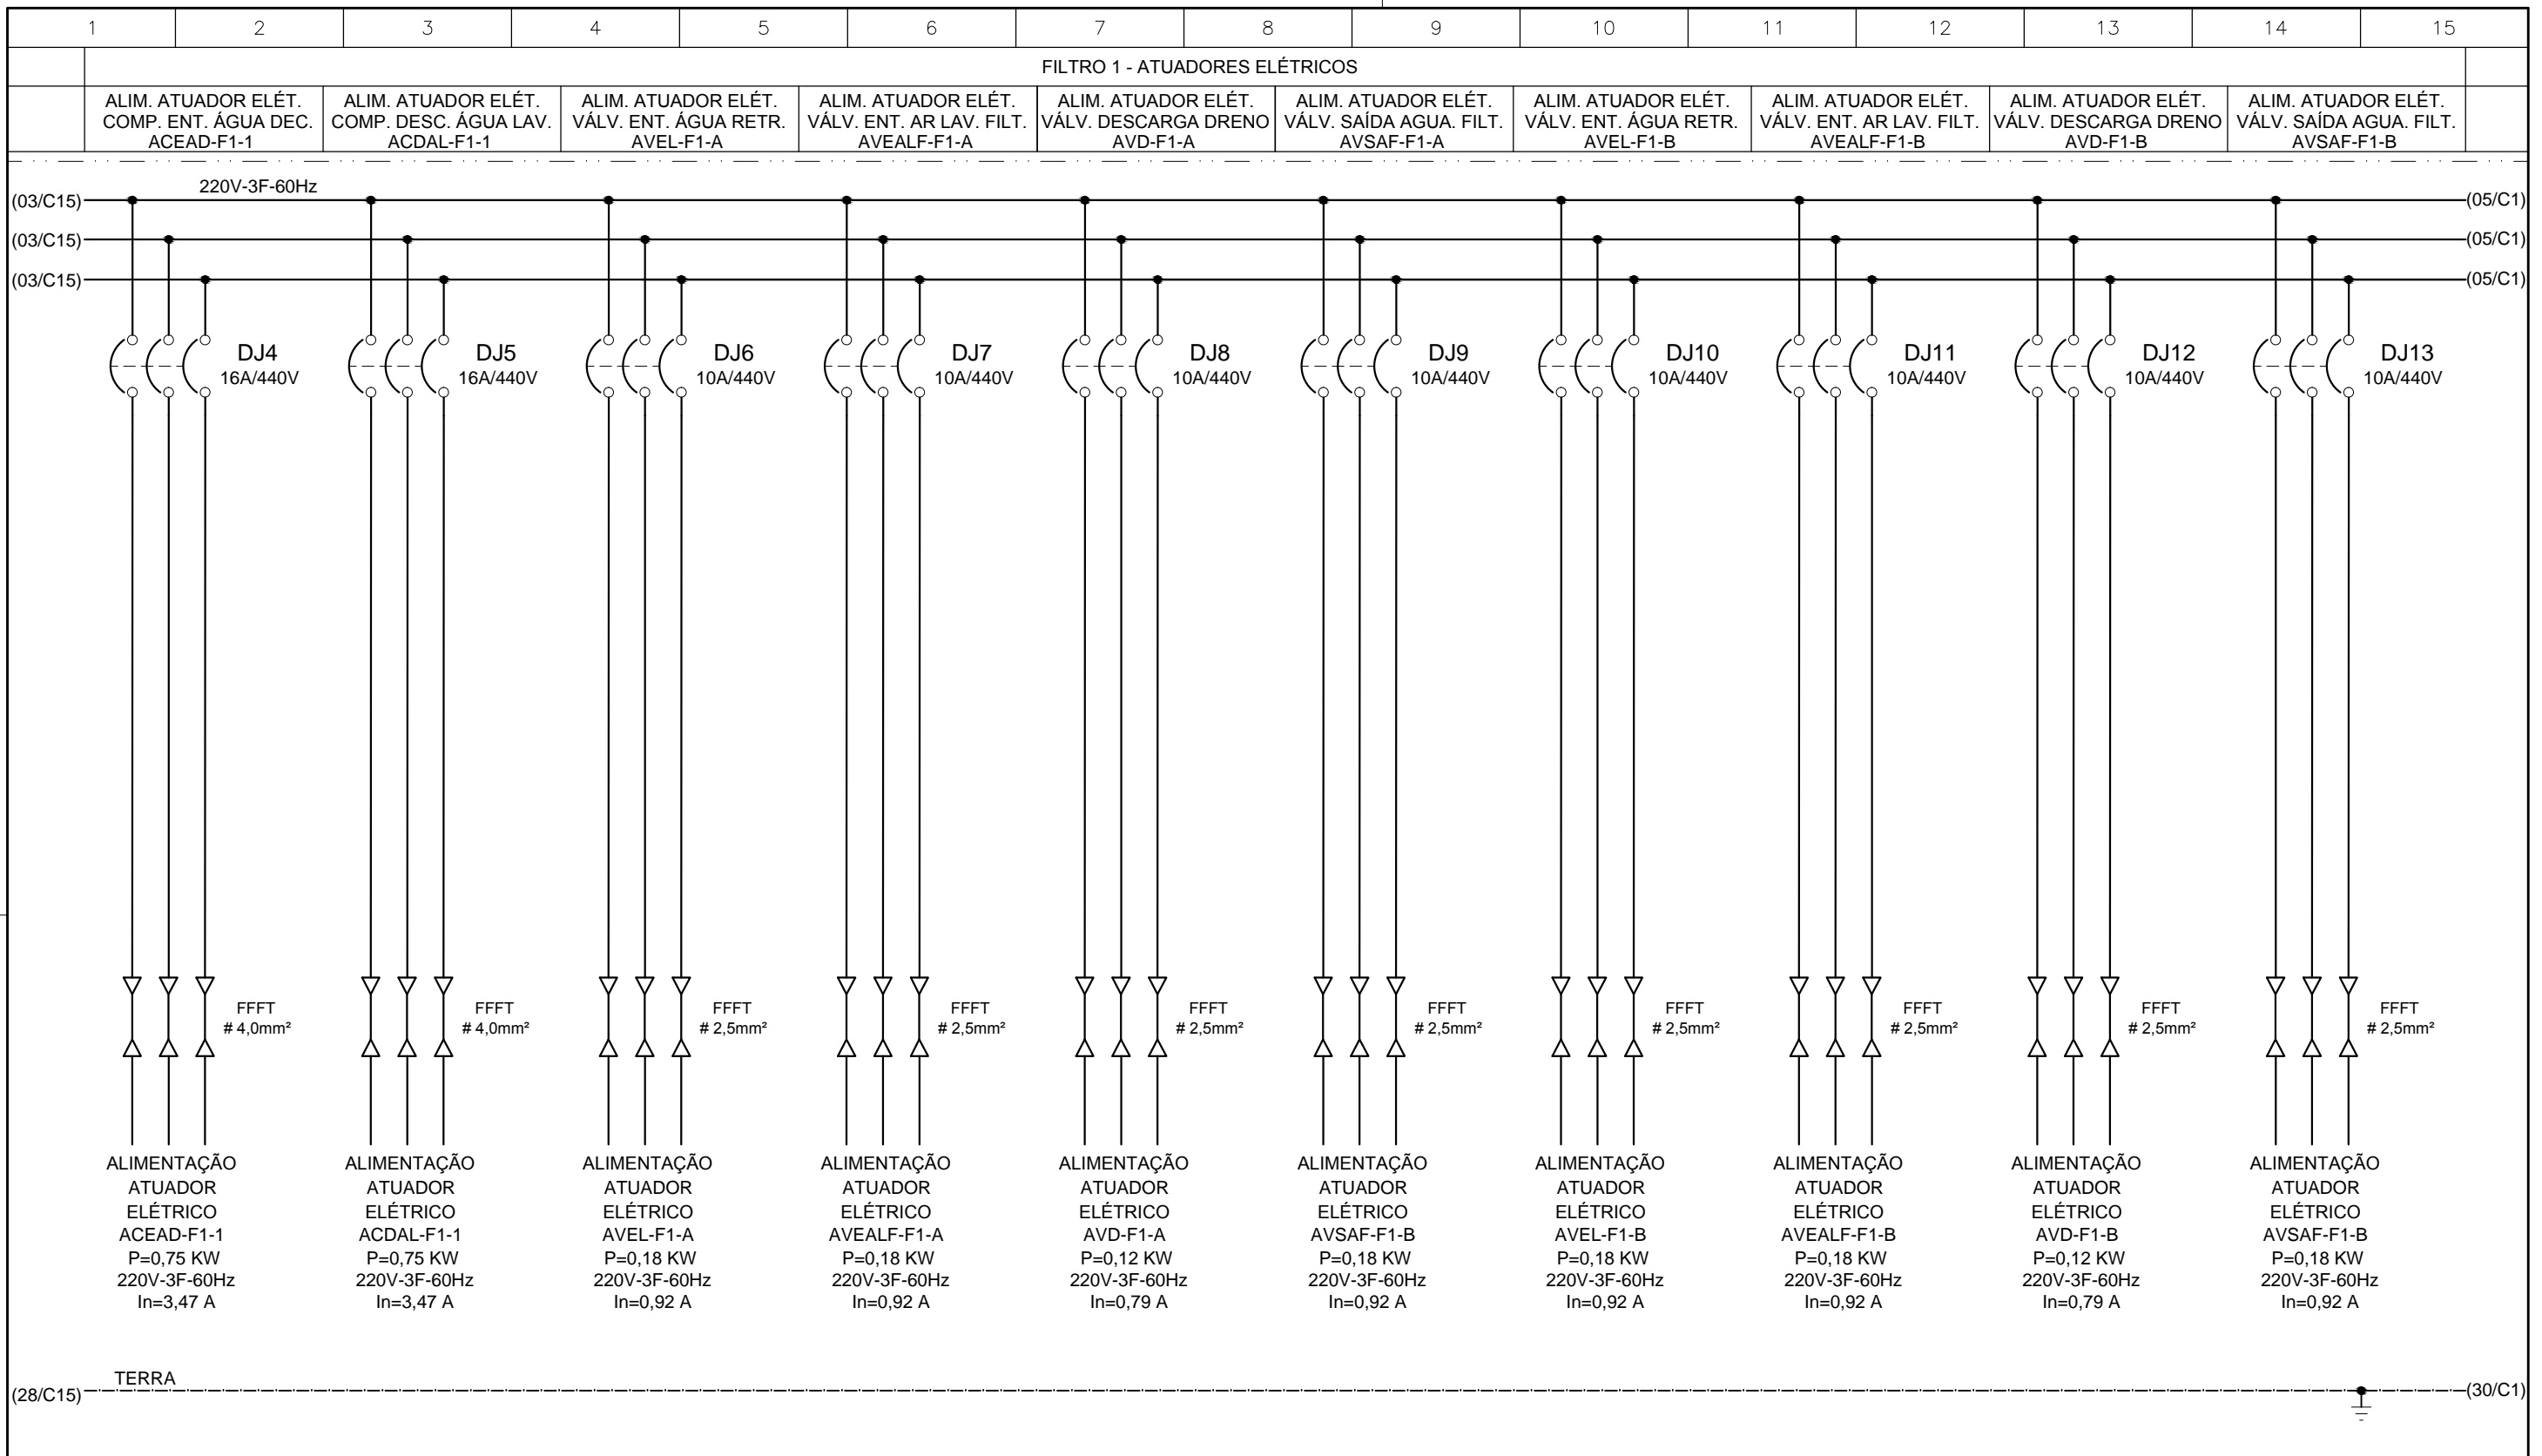 1 2 3 4 5 6 7 8 9 10 11 12 13 14 15
FILTRO 1 - ATUADORES ELÉTRICOS
ALIM. ATUADOR ELÉT.
COMP. ENT. ÁGUA DEC.
ACEAD-F1-1
ALIM. ATUADOR ELÉT.
COMP. DESC. ÁGUA LAV.
ACDAL-F1-1
ALIM. ATUADOR ELÉT.
VÁLV. ENT. ÁGUA RETR.
AVEL-F1-A
ALIM. ATUADOR ELÉT.
VÁLV. ENT. AR LAV. FILT.
AVEALF-F1-A
ALIM. ATUADOR ELÉT.
VÁLV. DESCARGA DRENO
AVD-F1-A
ALIM. ATUADOR ELÉT.
VÁLV. SAÍDA AGUA. FILT.
AVSAF-F1-A
ALIM. ATUADOR ELÉT.
VÁLV. ENT. ÁGUA RETR.
AVEL-F1-B
ALIM. ATUADOR ELÉT.
VÁLV. ENT. AR LAV. FILT.
AVEALF-F1-B
ALIM. ATUADOR ELÉT.
VÁLV. DESCARGA DRENO
AVD-F1-B
ALIM. ATUADOR ELÉT.
VÁLV. SAÍDA AGUA. FILT.
AVSAF-F1-B
220V-3F-60Hz
(03/C15) (05/C1)
(03/C15) (05/C1)
(03/C15) (05/C1)
DJ4
16A/440V
DJ5
16A/440V
DJ6
10A/440V
DJ7
10A/440V
DJ8
10A/440V
DJ9
10A/440V
DJ10
10A/440V
DJ11
10A/440V
DJ12
10A/440V
DJ13
10A/440V
FFFT
# 4,0mm²
FFFT
# 4,0mm²
FFFT
# 2,5mm²
FFFT
# 2,5mm²
FFFT
# 2,5mm²
FFFT
# 2,5mm²
FFFT
# 2,5mm²
FFFT
# 2,5mm²
FFFT
# 2,5mm²
FFFT
# 2,5mm²
ALIMENTAÇÃO
ATUADOR
ELÉTRICO
ACEAD-F1-1
P=0,75 KW
220V-3F-60Hz
In=3,47 A
ALIMENTAÇÃO
ATUADOR
ELÉTRICO
ACDAL-F1-1
P=0,75 KW
220V-3F-60Hz
In=3,47 A
ALIMENTAÇÃO
ATUADOR
ELÉTRICO
AVEL-F1-A
P=0,18 KW
220V-3F-60Hz
In=0,92 A
ALIMENTAÇÃO
ATUADOR
ELÉTRICO
AVEALF-F1-A
P=0,18 KW
220V-3F-60Hz
In=0,92 A
ALIMENTAÇÃO
ATUADOR
ELÉTRICO
AVD-F1-A
P=0,12 KW
220V-3F-60Hz
In=0,79 A
ALIMENTAÇÃO
ATUADOR
ELÉTRICO
AVSAF-F1-B
P=0,18 KW
220V-3F-60Hz
In=0,92 A
ALIMENTAÇÃO
ATUADOR
ELÉTRICO
AVEL-F1-B
P=0,18 KW
220V-3F-60Hz
In=0,92 A
ALIMENTAÇÃO
ATUADOR
ELÉTRICO
AVEALF-F1-B
P=0,18 KW
220V-3F-60Hz
In=0,92 A
ALIMENTAÇÃO
ATUADOR
ELÉTRICO
AVD-F1-B
P=0,12 KW
220V-3F-60Hz
In=0,79 A
ALIMENTAÇÃO
ATUADOR
ELÉTRICO
AVSAF-F1-B
P=0,18 KW
220V-3F-60Hz
In=0,92 A
TERRA
(28/C15) (30/C1)